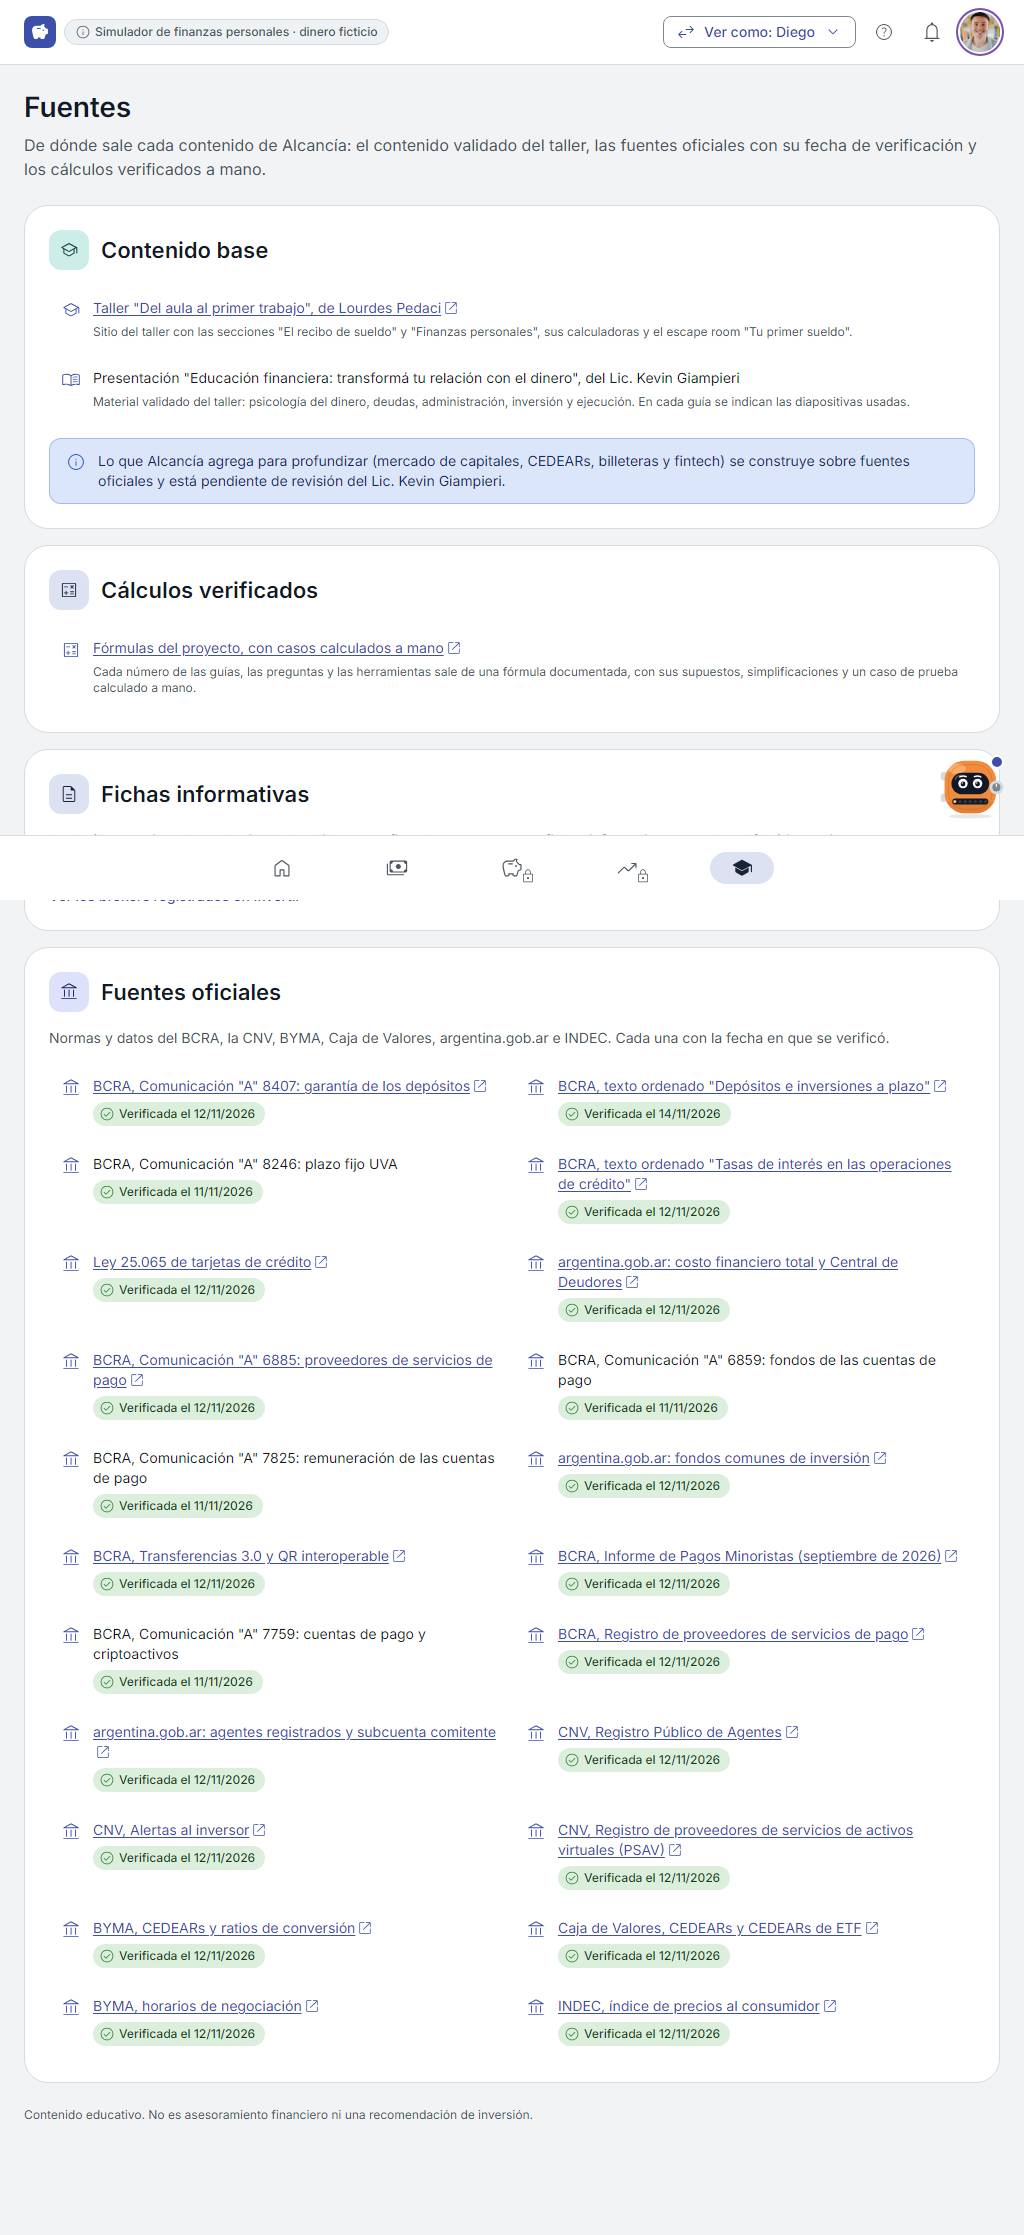 Simulador de finanzas personales · dinero ficticio
Ver como: Diego
Fuentes
De dónde sale cada contenido de Alcancía: el contenido validado del taller, las fuentes oficiales con su fecha de verificación y
los cálculos verificados a mano.
Contenido base
Taller "Del aula al primer trabajo", de Lourdes Pedaci
Sitio del taller con las secciones "El recibo de sueldo" y "Finanzas personales", sus calculadoras y el escape room "Tu primer sueldo".
Presentación "Educación financiera: transformá tu relación con el dinero", del Lic. Kevin Giampieri
Material validado del taller: psicología del dinero, deudas, administración, inversión y ejecución. En cada guía se indican las diapositivas usadas.
Lo que Alcancía agrega para profundizar (mercado de capitales, CEDEARs, billeteras y fintech) se construye sobre fuentes
oficiales y está pendiente de revisión del Lic. Kevin Giampieri.
Cálculos verificados
Fórmulas del proyecto, con casos calculados a mano
Cada número de las guías, las preguntas y las herramientas sale de una fórmula documentada, con sus supuestos, simplificaciones y un caso de prueba
calculado a mano.
Fichas informativas
Fuentes oficiales
Normas y datos del BCRA, la CNV, BYMA, Caja de Valores, argentina.gob.ar e INDEC. Cada una con la fecha en que se verificó.
BCRA, Comunicación "A" 8407: garantía de los depósitos
Verificada el 12/11/2026
BCRA, texto ordenado "Depósitos e inversiones a plazo"
Verificada el 14/11/2026
BCRA, Comunicación "A" 8246: plazo fijo UVA
Verificada el 11/11/2026
BCRA, texto ordenado "Tasas de interés en las operaciones
de crédito"
Verificada el 12/11/2026
Ley 25.065 de tarjetas de crédito
Verificada el 12/11/2026
argentina.gob.ar: costo financiero total y Central de
Deudores
Verificada el 12/11/2026
BCRA, Comunicación "A" 6885: proveedores de servicios de
pago
Verificada el 12/11/2026
BCRA, Comunicación "A" 6859: fondos de las cuentas de
pago
Verificada el 11/11/2026
BCRA, Comunicación "A" 7825: remuneración de las cuentas
de pago
Verificada el 11/11/2026
argentina.gob.ar: fondos comunes de inversión
Verificada el 12/11/2026
BCRA, Transferencias 3.0 y QR interoperable
Verificada el 12/11/2026
BCRA, Informe de Pagos Minoristas (septiembre de 2026)
Verificada el 12/11/2026
BCRA, Comunicación "A" 7759: cuentas de pago y
criptoactivos
Verificada el 11/11/2026
BCRA, Registro de proveedores de servicios de pago
Verificada el 12/11/2026
argentina.gob.ar: agentes registrados y subcuenta comitente
Verificada el 12/11/2026
CNV, Registro Público de Agentes
Verificada el 12/11/2026
CNV, Alertas al inversor
Verificada el 12/11/2026
CNV, Registro de proveedores de servicios de activos
virtuales (PSAV)
Verificada el 12/11/2026
BYMA, CEDEARs y ratios de conversión
Verificada el 12/11/2026
Caja de Valores, CEDEARs y CEDEARs de ETF
Verificada el 12/11/2026
BYMA, horarios de negociación
Verificada el 12/11/2026
INDEC, índice de precios al consumidor
Verificada el 12/11/2026
Contenido educativo. No es asesoramiento financiero ni una recomendación de inversión.